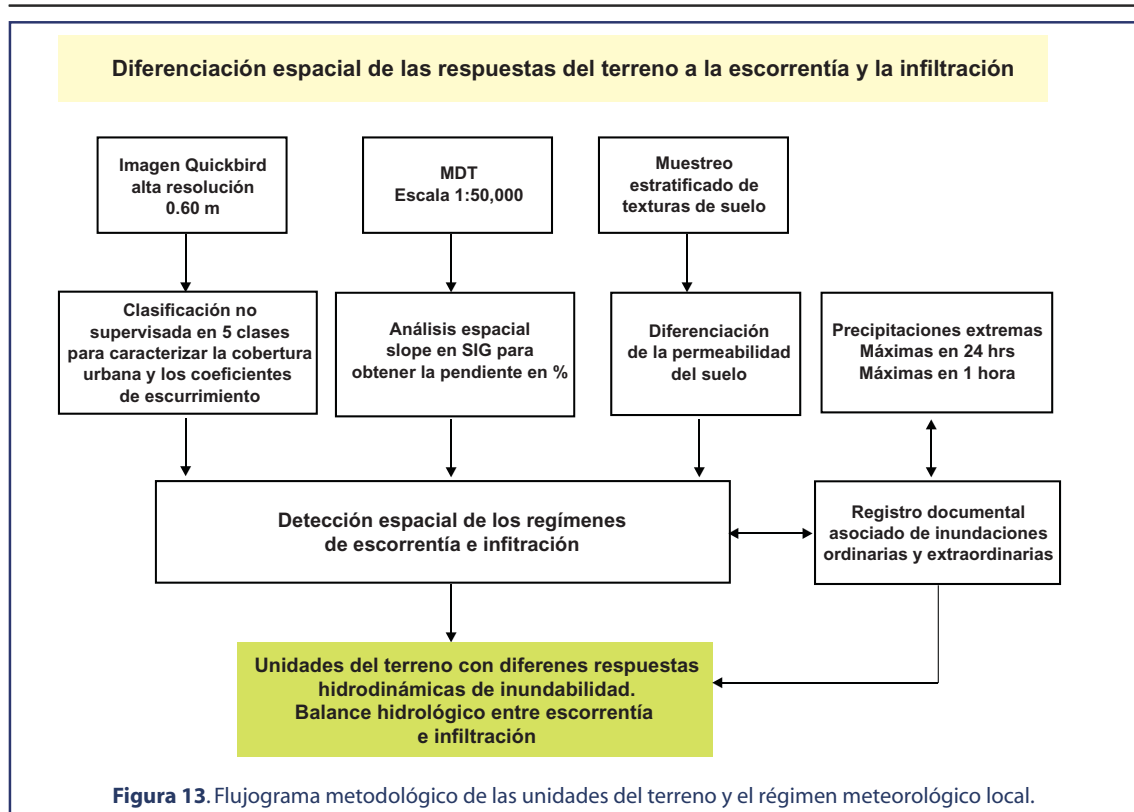 Diferenciación espacial de las respuestas del terreno a la escorrentía y la infiltración
Imagen Quickbird
alta resolución
0.60 m
MDT
Escala 1:50,000
Muestreo
estratificado de
texturas de suelo
Clasificación no
supervisada en 5 clases
para caracterizar la cobertura
urbana y los coeficientes
de escurrimiento
Análisis espacial
slope en SIG para
obtener la pendiente en %
Diferenciación
de la permeabilidad
del suelo
Precipitaciones extremas
Máximas en 24 hrs
Máximas en 1 hora
Detección espacial de los regímenes
de escorrentía e infitración
Registro documental
asociado de inundaciones
ordinarias y extraordinarias
Unidades del terreno con diferenes respuestas
hidrodinámicas de inundabilidad.
Balance hidrológico entre escorrentía
e infiltración
Figura 13. Flujograma metodológico de las unidades del terreno y el régimen meteorológico local.